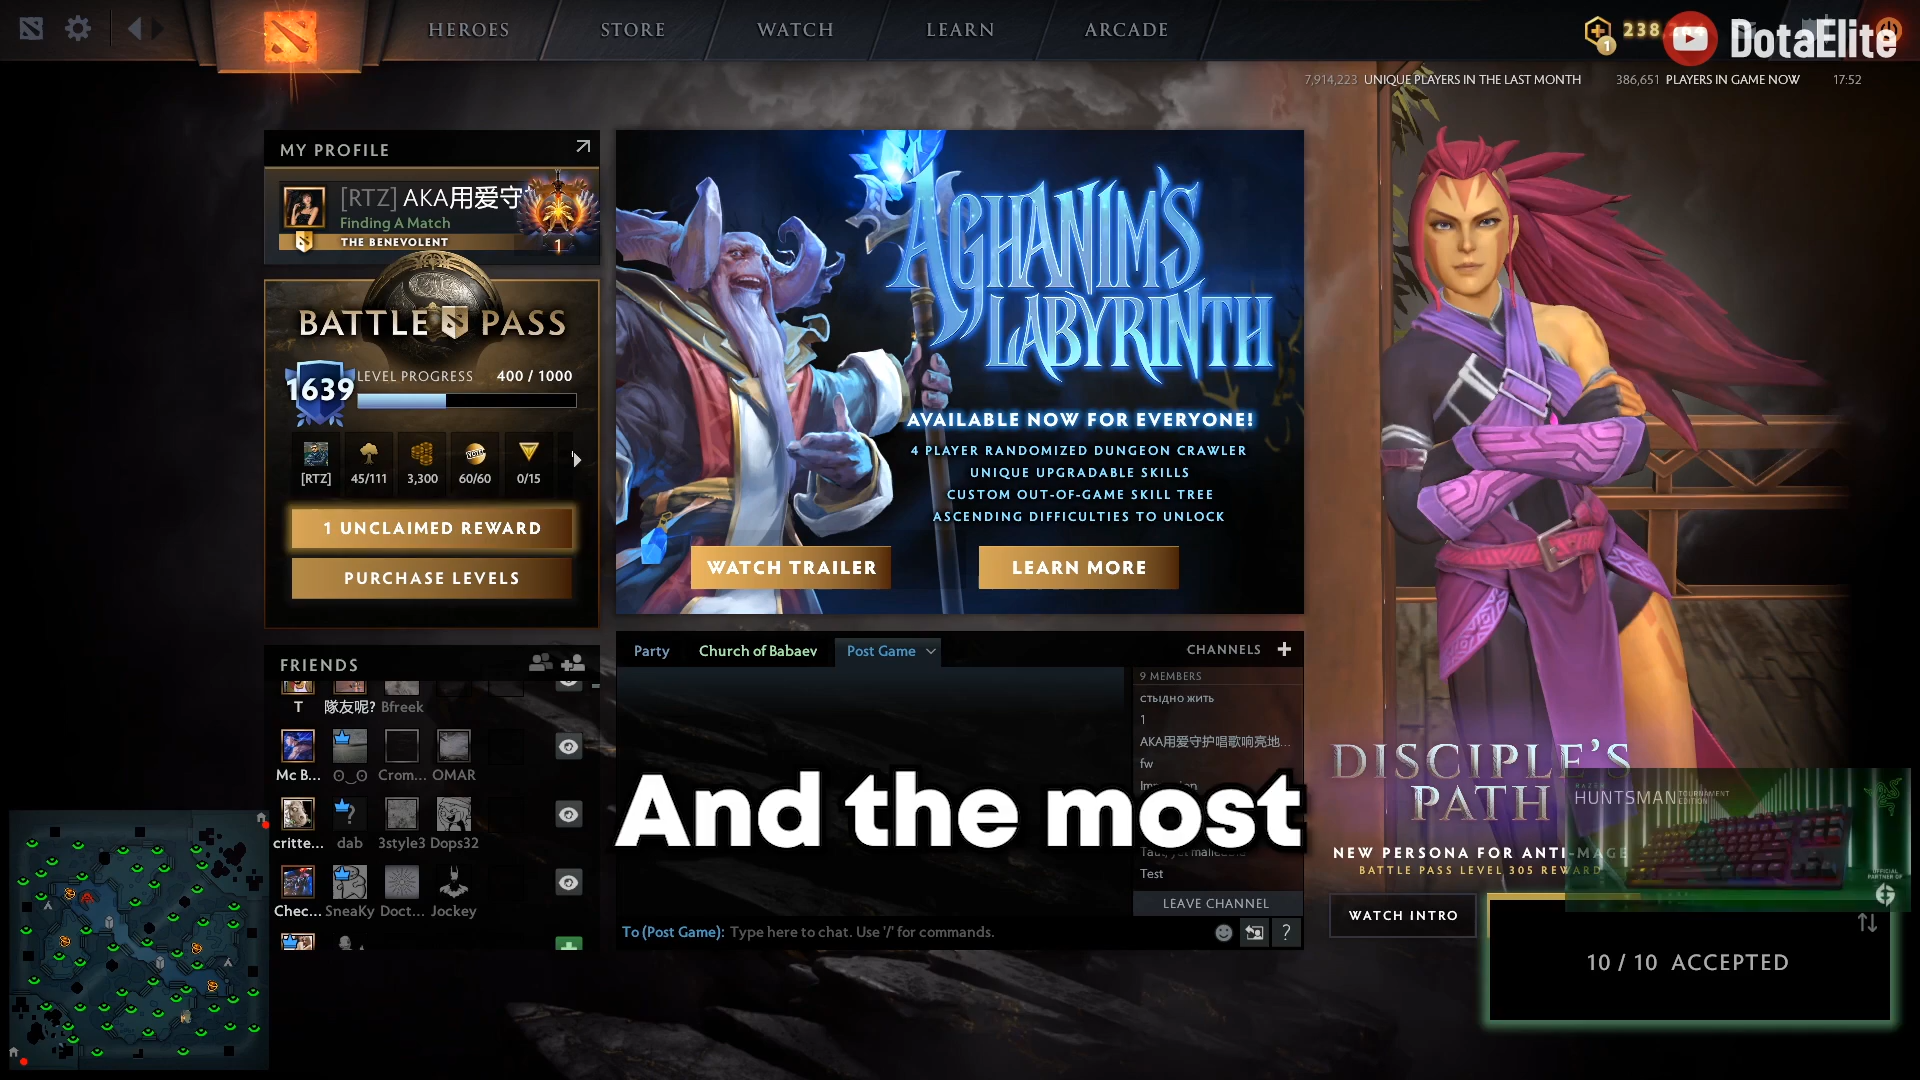 HEROES
STORE
WATCH
LEARN
ARCADE
1
DotaElite
7,914,223 UNIQUE PLAYERS IN THE LAST MONTH
386,651 PLAYERS IN GAME NOW
17:52
MY PROFILE
[RTZ] AKA用爱守
Finding A Match
THE BENEVOLENT
1
BATTLE PASS
1639
LEVEL PROGRESS 400 / 1000
[RTZ]
45/111
3,300
60/60
0/15
1 UNCLAIMED REWARD
PURCHASE LEVELS
AGHANIM'S
LABYRINTH
AVAILABLE NOW FOR EVERYONE!
4 PLAYER RANDOMIZED DUNGEON CRAWLER
UNIQUE UPGRADABLE SKILLS
CUSTOM OUT-OF-GAME SKILL TREE
ASCENDING DIFFICULTIES TO UNLOCK
WATCH TRAILER
LEARN MORE
FRIENDS
T 隊友呢? Bfreek
Mc B... ʘ‿ʘ Crom... OMAR
critte... dab 3style3 Dops32
Chec... SneaKy Doct... Jockey
Party
Church of Babaev
Post Game
CHANNELS
9 MEMBERS
стыдно жить
1
AKA用爱守护唱歌响亮地...
fw
And the most
Test
LEAVE CHANNEL
To (Post Game): Type here to chat. Use '/' for commands.
?
DISCIPLE'S
PATH
NEW PERSONA FOR ANTI-MAGE
BATTLE PASS LEVEL 305 REWARD
WATCH INTRO
RAZER
HUNTSMAN TOURNAMENT
EDITION
OFFICIAL
PARTNER OF
10 / 10 ACCEPTED